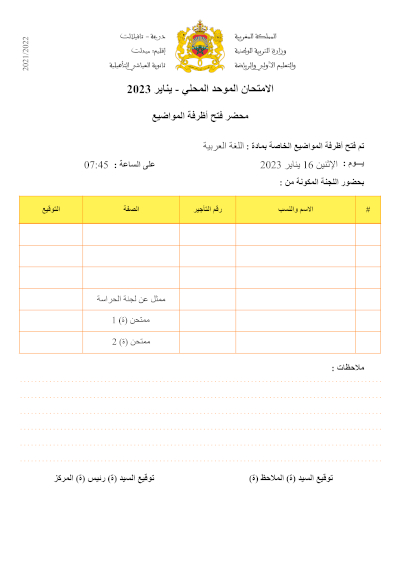 2021/2022
المملكة المغربية
وزارة التربية الوطنية
والتعليم الأولي والرياضة
درعة - تافيلالت
إقليم: ميدلت
ثانوية العياشي التأهيلية
الامتحان الموحد المحلي - يناير 2023
محضر فتح أظرفة المواضيع
تم فتح أظرفة المواضيع الخاصة بمادة : اللغة العربية
يـــوم : الإثنين 16 يناير 2023 على الساعة : 07:45
بحضور اللجنة المكونة من :
# الاسم والنسب رقم التأجير الصفة التوقيع
ممثل عن لجنة الحراسة
ممتحن (ة) 1
ممتحن (ة) 2
ملاحظات :
توقيع السيد (ة) الملاحظ (ة) توقيع السيد (ة) رئيس (ة) المركز